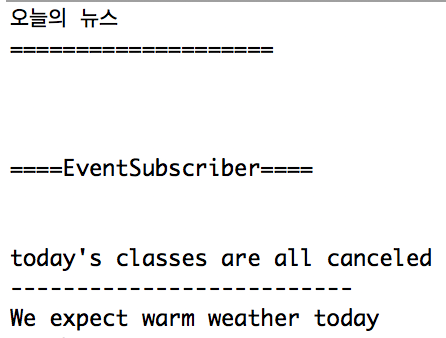 오늘의 뉴스
====================
====EventSubscriber====
today's classes are all canceled
--------------------------
We expect warm weather today